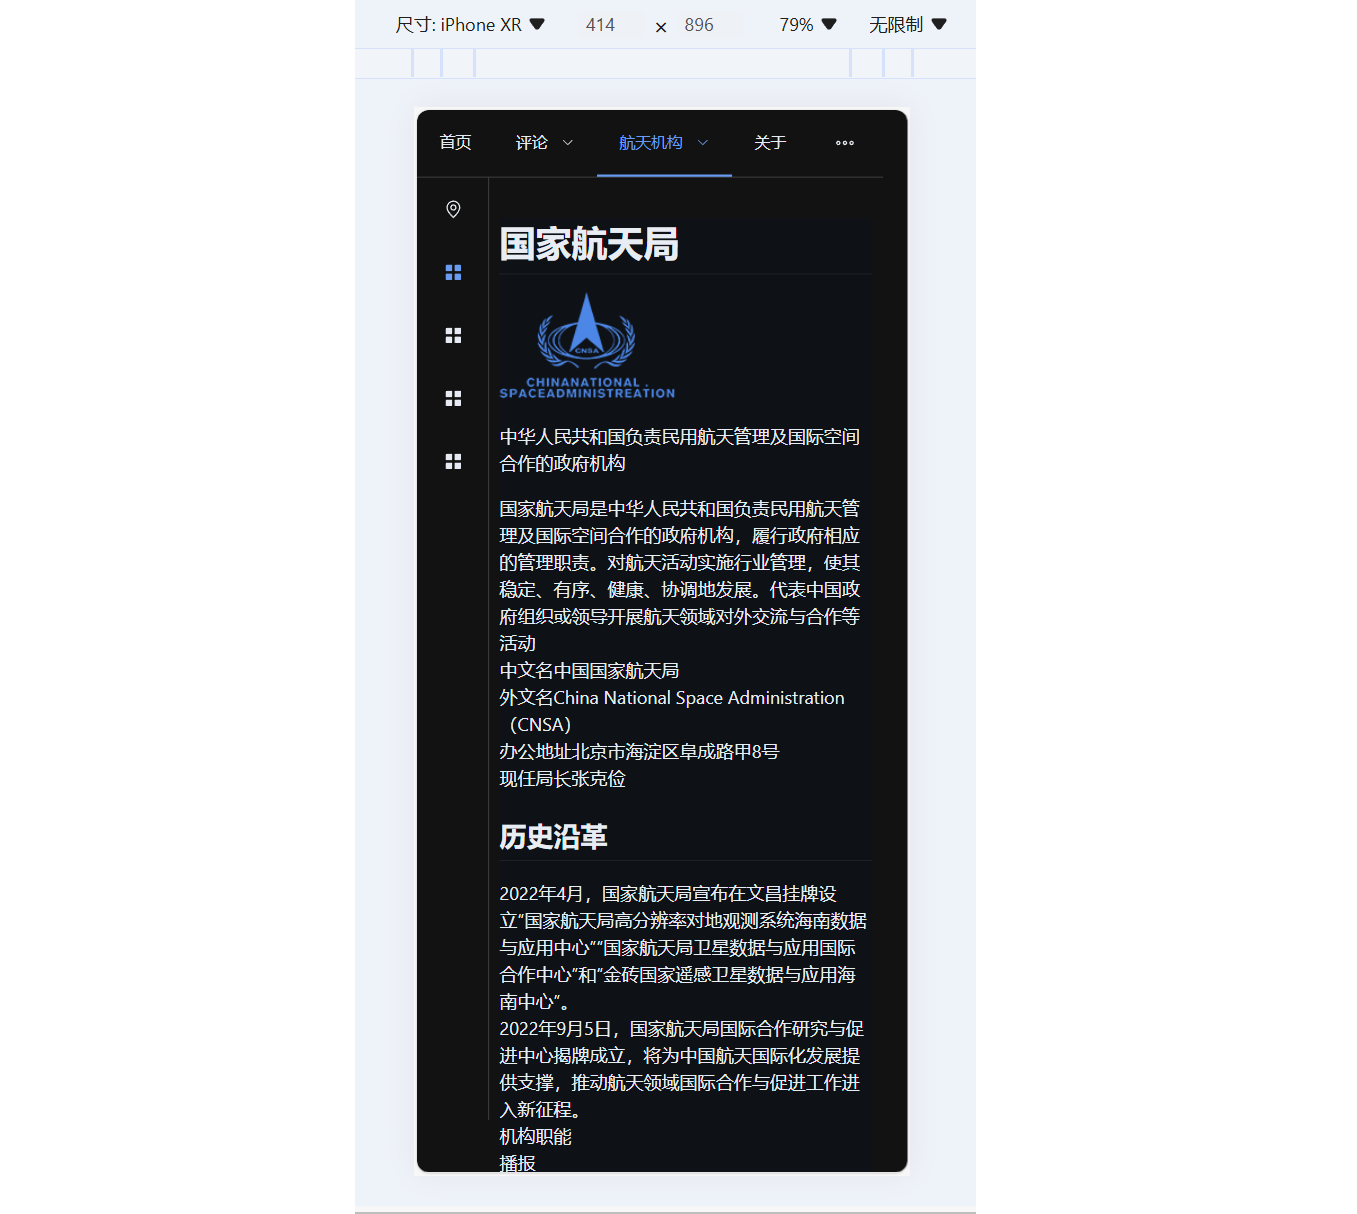 尺寸: iPhone XR 414 × 896 79% 无限制
首页 评论 航天机构 关于
国家航天局
CNSA
CHINANATIONAL .
SPACEADMINISTREATION
中华人民共和国负责民用航天管理及国际空间
合作的政府机构
国家航天局是中华人民共和国负责民用航天管
理及国际空间合作的政府机构，履行政府相应
的管理职责。对航天活动实施行业管理，使其
稳定、有序、健康、协调地发展。代表中国政
府组织或领导开展航天领域对外交流与合作等
活动
中文名中国国家航天局
外文名China National Space Administration
（CNSA）
办公地址北京市海淀区阜成路甲8号
现任局长张克俭
历史沿革
2022年4月，国家航天局宣布在文昌挂牌设
立“国家航天局高分辨率对地观测系统海南数据
与应用中心”“国家航天局卫星数据与应用国际
合作中心”和“金砖国家遥感卫星数据与应用海
南中心”。
2022年9月5日，国家航天局国际合作研究与促
进中心揭牌成立，将为中国航天国际化发展提
供支撑，推动航天领域国际合作与促进工作进
入新征程。
机构职能
播报